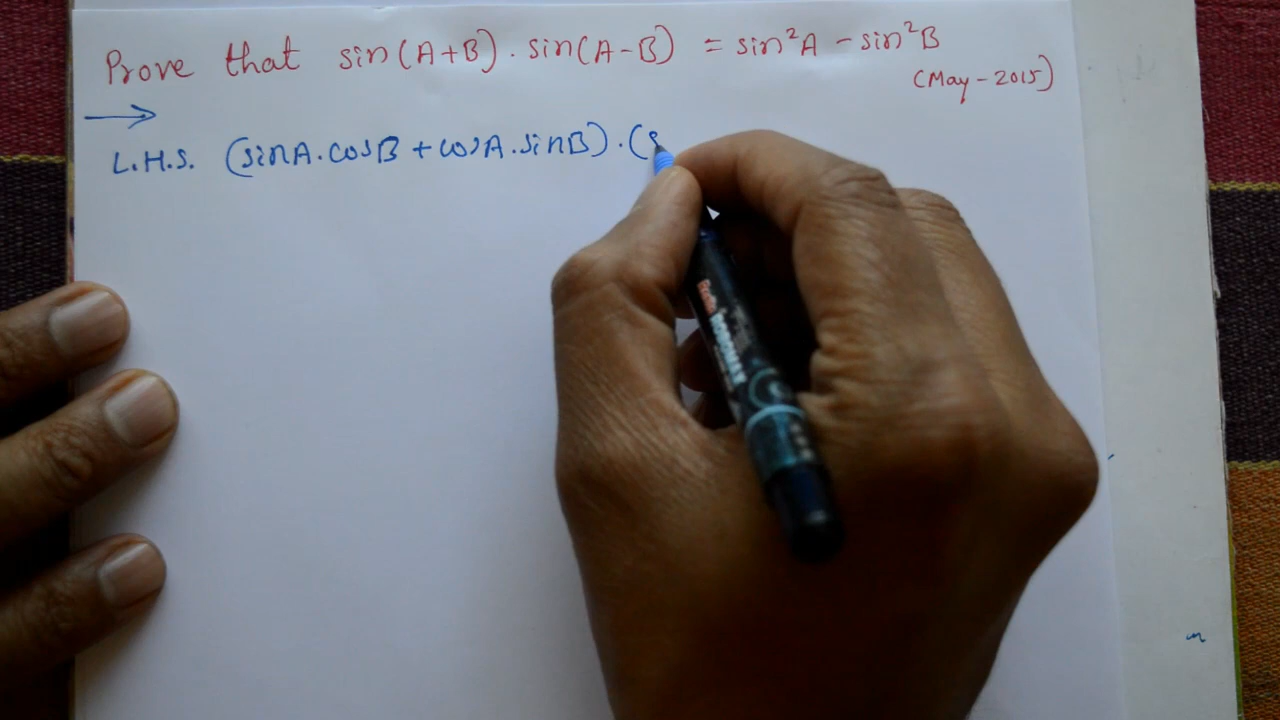 Prove that sin(A+B) . sin(A-B) = sin²A - sin²B
(May-2015)
L.H.S. (sinA.cosB + cosA.sinB) . (s